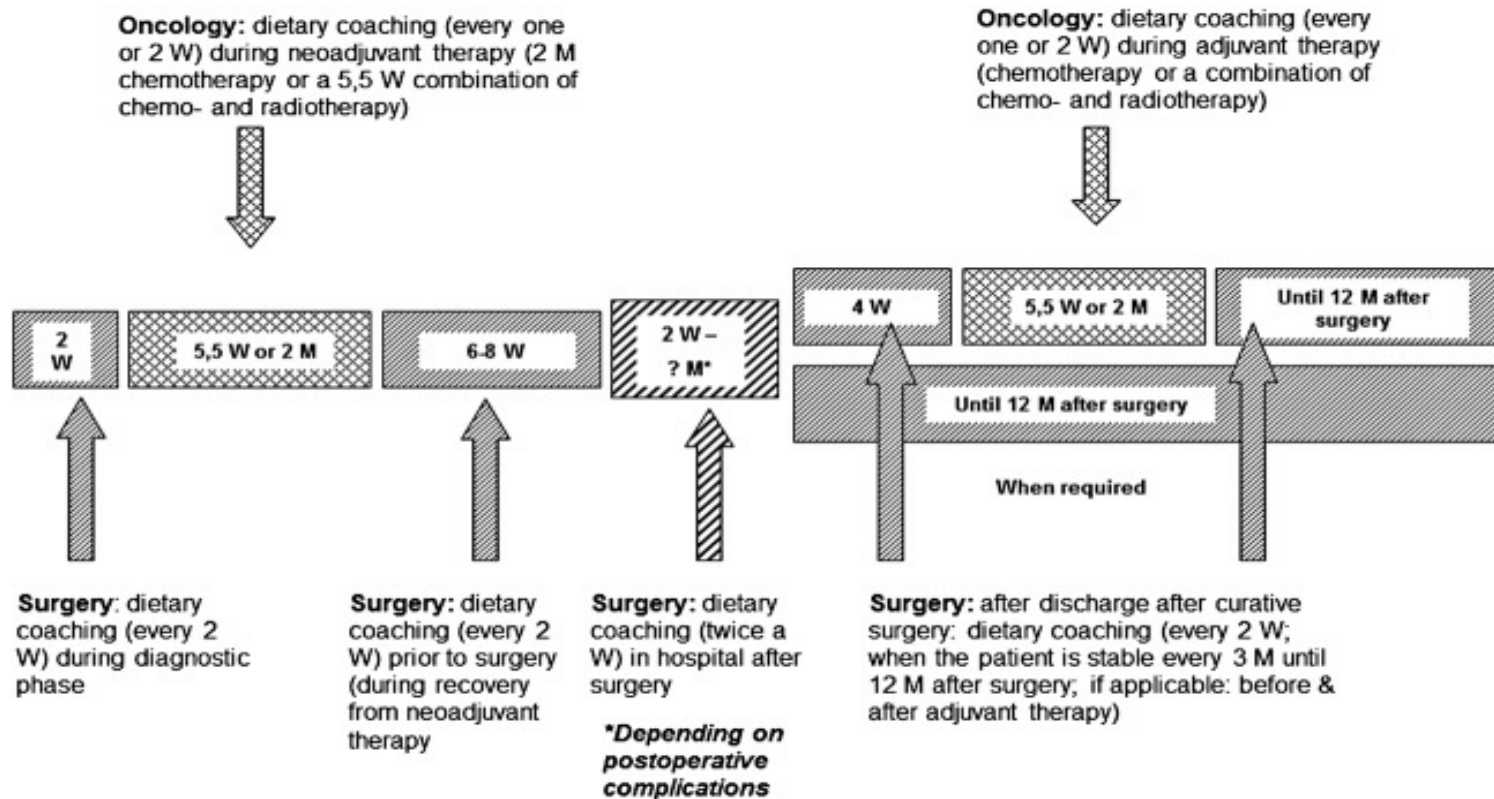 Oncology: dietary coaching (every one
or 2 W) during neoadjuvant therapy (2 M
chemotherapy or a 5,5 W combination of
chemo- and radiotherapy)
Oncology: dietary coaching (every
one or 2 W) during adjuvant therapy
(chemotherapy or a combination of
chemo- and radiotherapy)
2
W
5,5 W or 2 M
6-8 W
2 W –
? M*
4 W
5,5 W or 2 M
Until 12 M after
surgery
Until 12 M after surgery
When required
Surgery: dietary
coaching (every 2
W) during diagnostic
phase
Surgery: dietary
coaching (every 2
W) prior to surgery
(during recovery
from neoadjuvant
therapy
Surgery: dietary
coaching (twice a
W) in hospital after
surgery
*Depending on
postoperative
complications
Surgery: after discharge after curative
surgery: dietary coaching (every 2 W;
when the patient is stable every 3 M until
12 M after surgery; if applicable: before &
after adjuvant therapy)